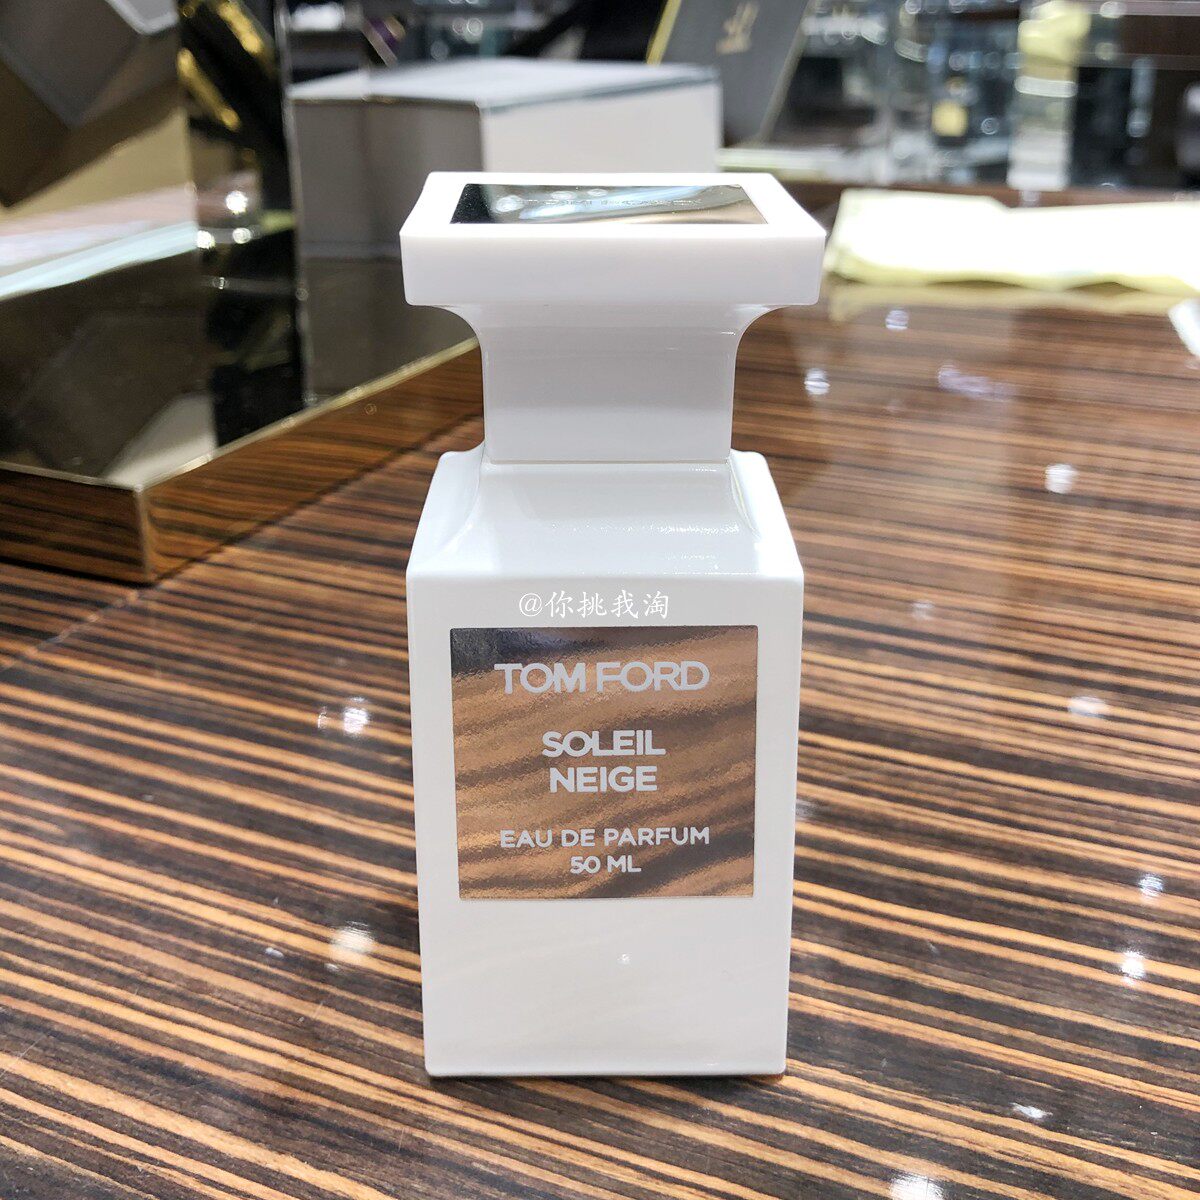 @你挑我淘
TOM FORD
SOLEIL
NEIGE
EAU DE PARFUM
50 ML